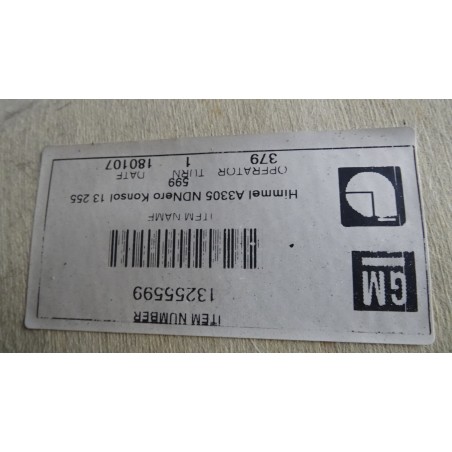 GM
ITEM NUMBER
13255599
ITEM NAME
Himmel A3305 NDNero Konsol 13 255
599
OPERATOR TURN DATE
379 1 180107